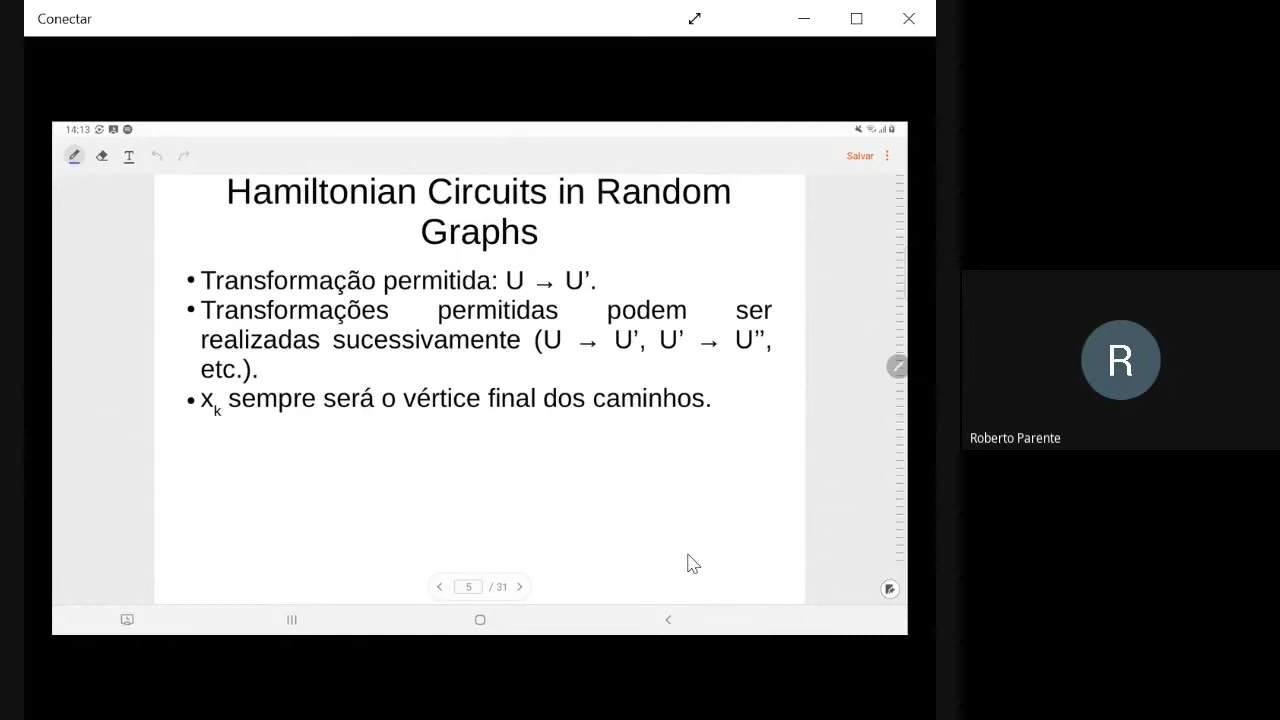 Conectar
14:13
T
Salvar
Hamiltonian Circuits in Random
Graphs
• Transformação permitida: U → U’.
• Transformações permitidas podem ser
realizadas sucessivamente (U → U’, U’ → U’’,
etc.).
• xk sempre será o vértice final dos caminhos.
5 / 31
R
Roberto Parente